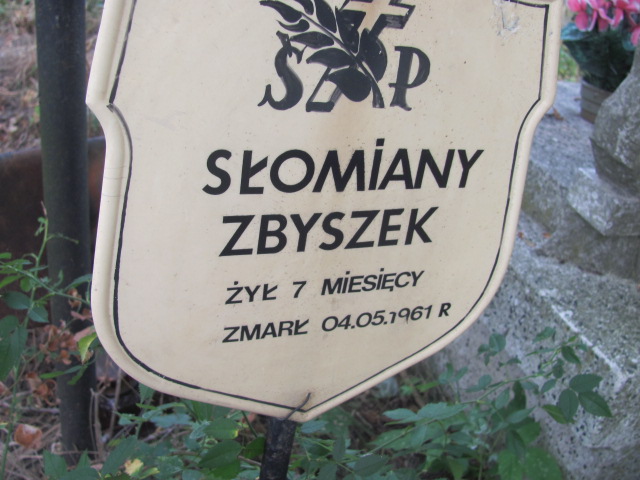 Ś P
SŁOMIANY
ZBYSZEK
ŻYŁ 7 MIESIĘCY
ZMARŁ 04.05.1961 R